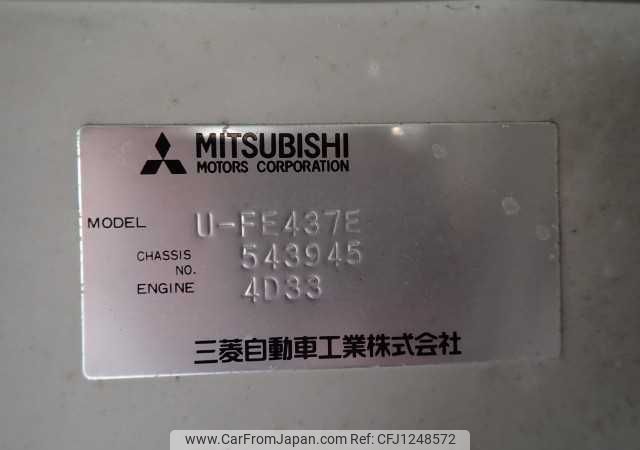 MITSUBISHI
MOTORS CORPORATION
MODEL U-FE437E
CHASSIS NO. 543945
ENGINE 4D33
三菱自動車工業株式会社
www.CarFromJapan.com Ref No. CFJ1248572